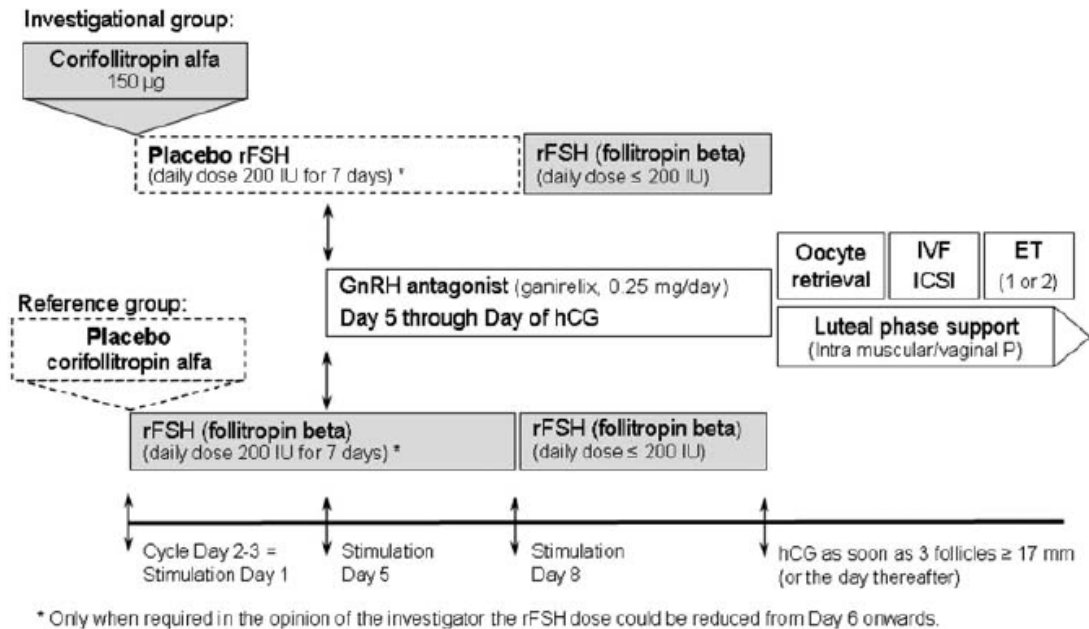 Investigational group:
Corifollitropin alfa
150 µg
Placebo rFSH
(daily dose 200 IU for 7 days) *
rFSH (follitropin beta)
(daily dose ≤ 200 IU)
Oocyte
retrieval
IVF
ICSI
ET
(1 or 2)
GnRH antagonist (ganirelix, 0.25 mg/day)
Day 5 through Day of hCG
Luteal phase support
(Intra muscular/vaginal P)
Reference group:
Placebo
corifollitropin alfa
rFSH (follitropin beta)
(daily dose 200 IU for 7 days) *
rFSH (follitropin beta)
(daily dose ≤ 200 IU)
Cycle Day 2-3 =
Stimulation Day 1
Stimulation
Day 5
Stimulation
Day 8
hCG as soon as 3 follicles ≥ 17 mm
(or the day thereafter)
* Only when required in the opinion of the investigator the rFSH dose could be reduced from Day 6 onwards.